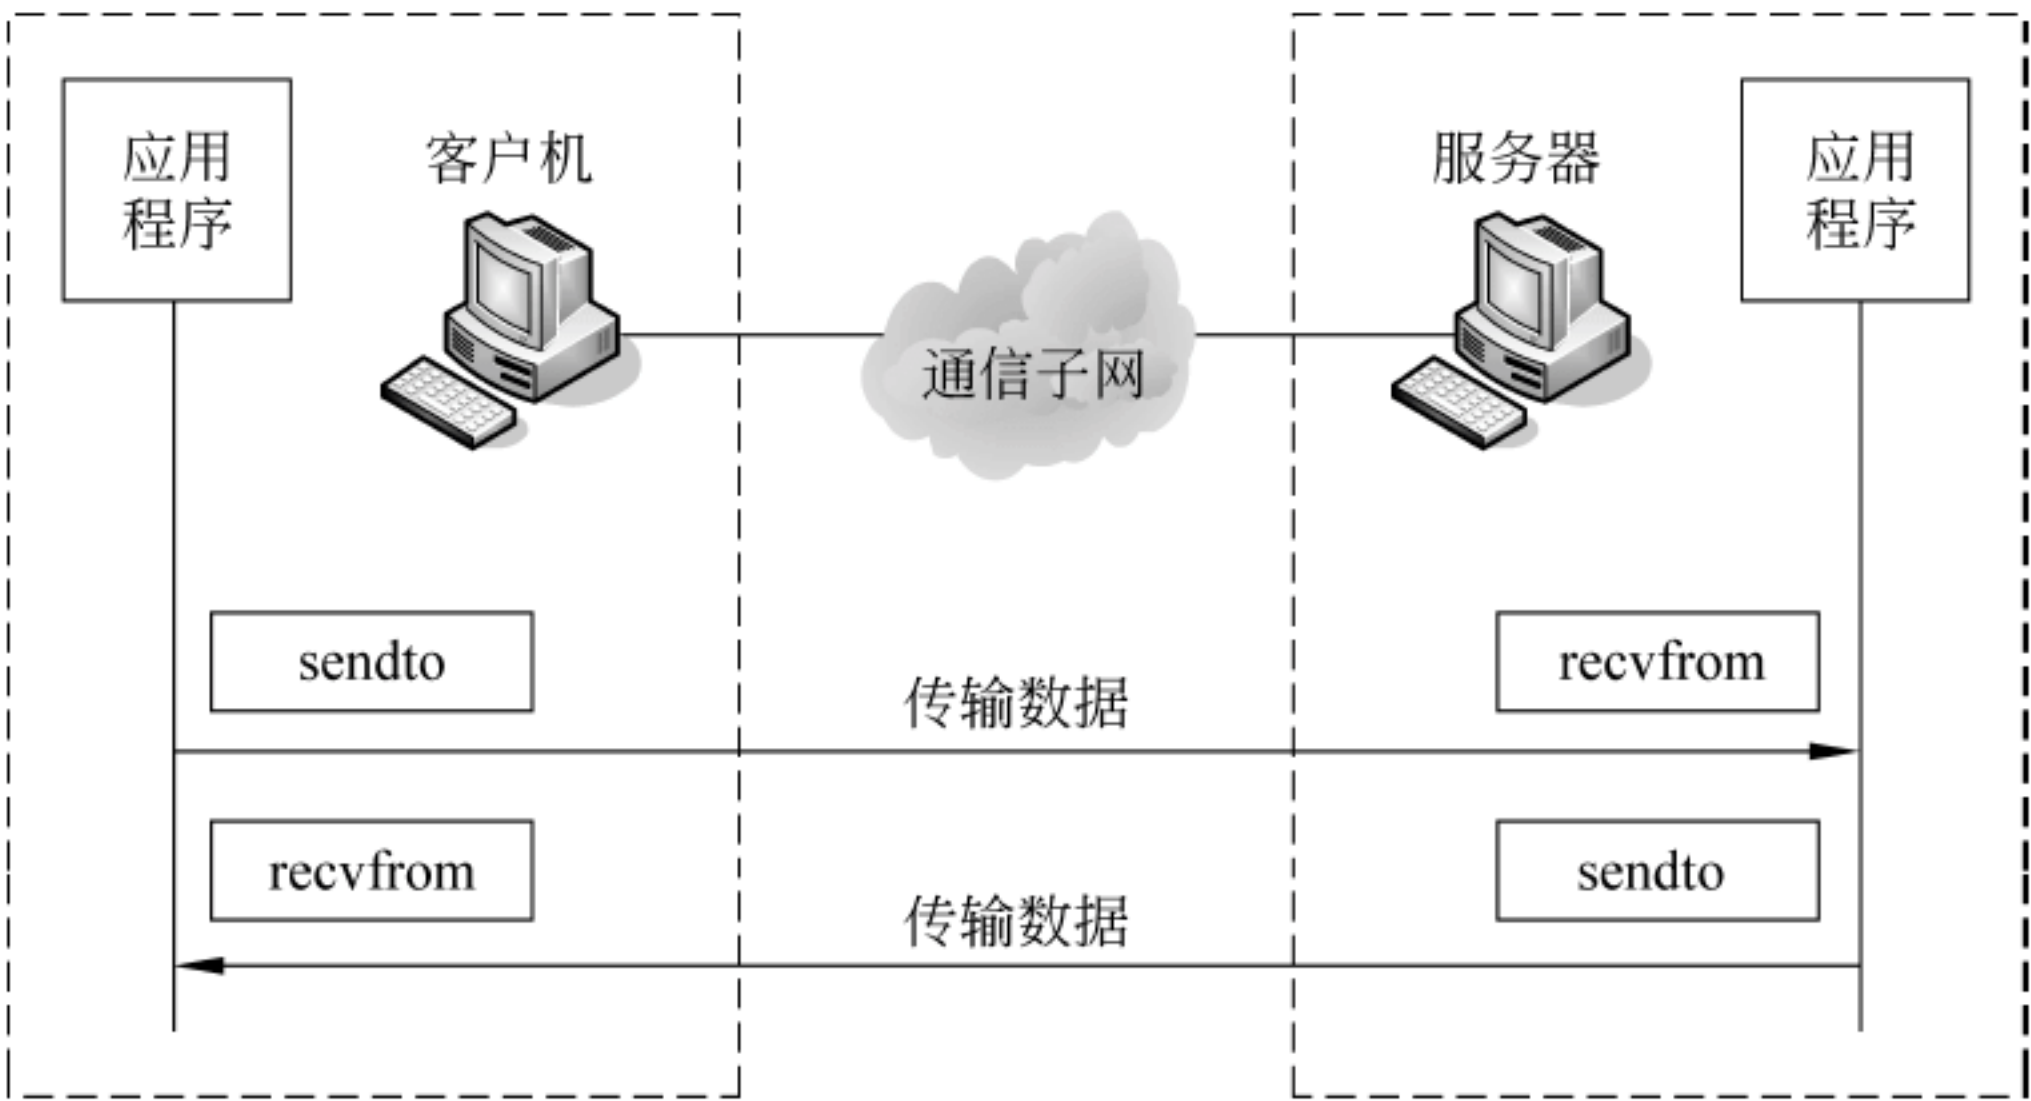 应用
程序
客户机
服务器
应用
程序
通信子网
sendto
recvfrom
传输数据
recvfrom
sendto
传输数据